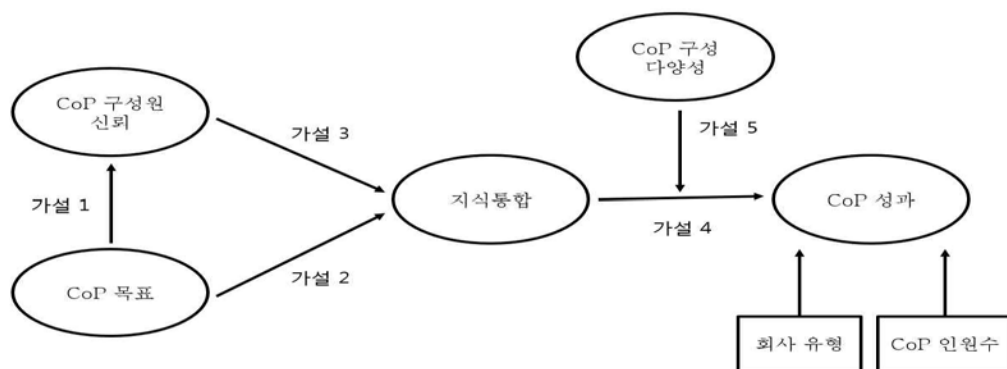 CoP 구성
다양성
CoP 구성원
신뢰
가설 3
가설 5
가설 1
지식통합
CoP 성과
가설 4
가설 2
CoP 목표
회사 유형
CoP 인원수